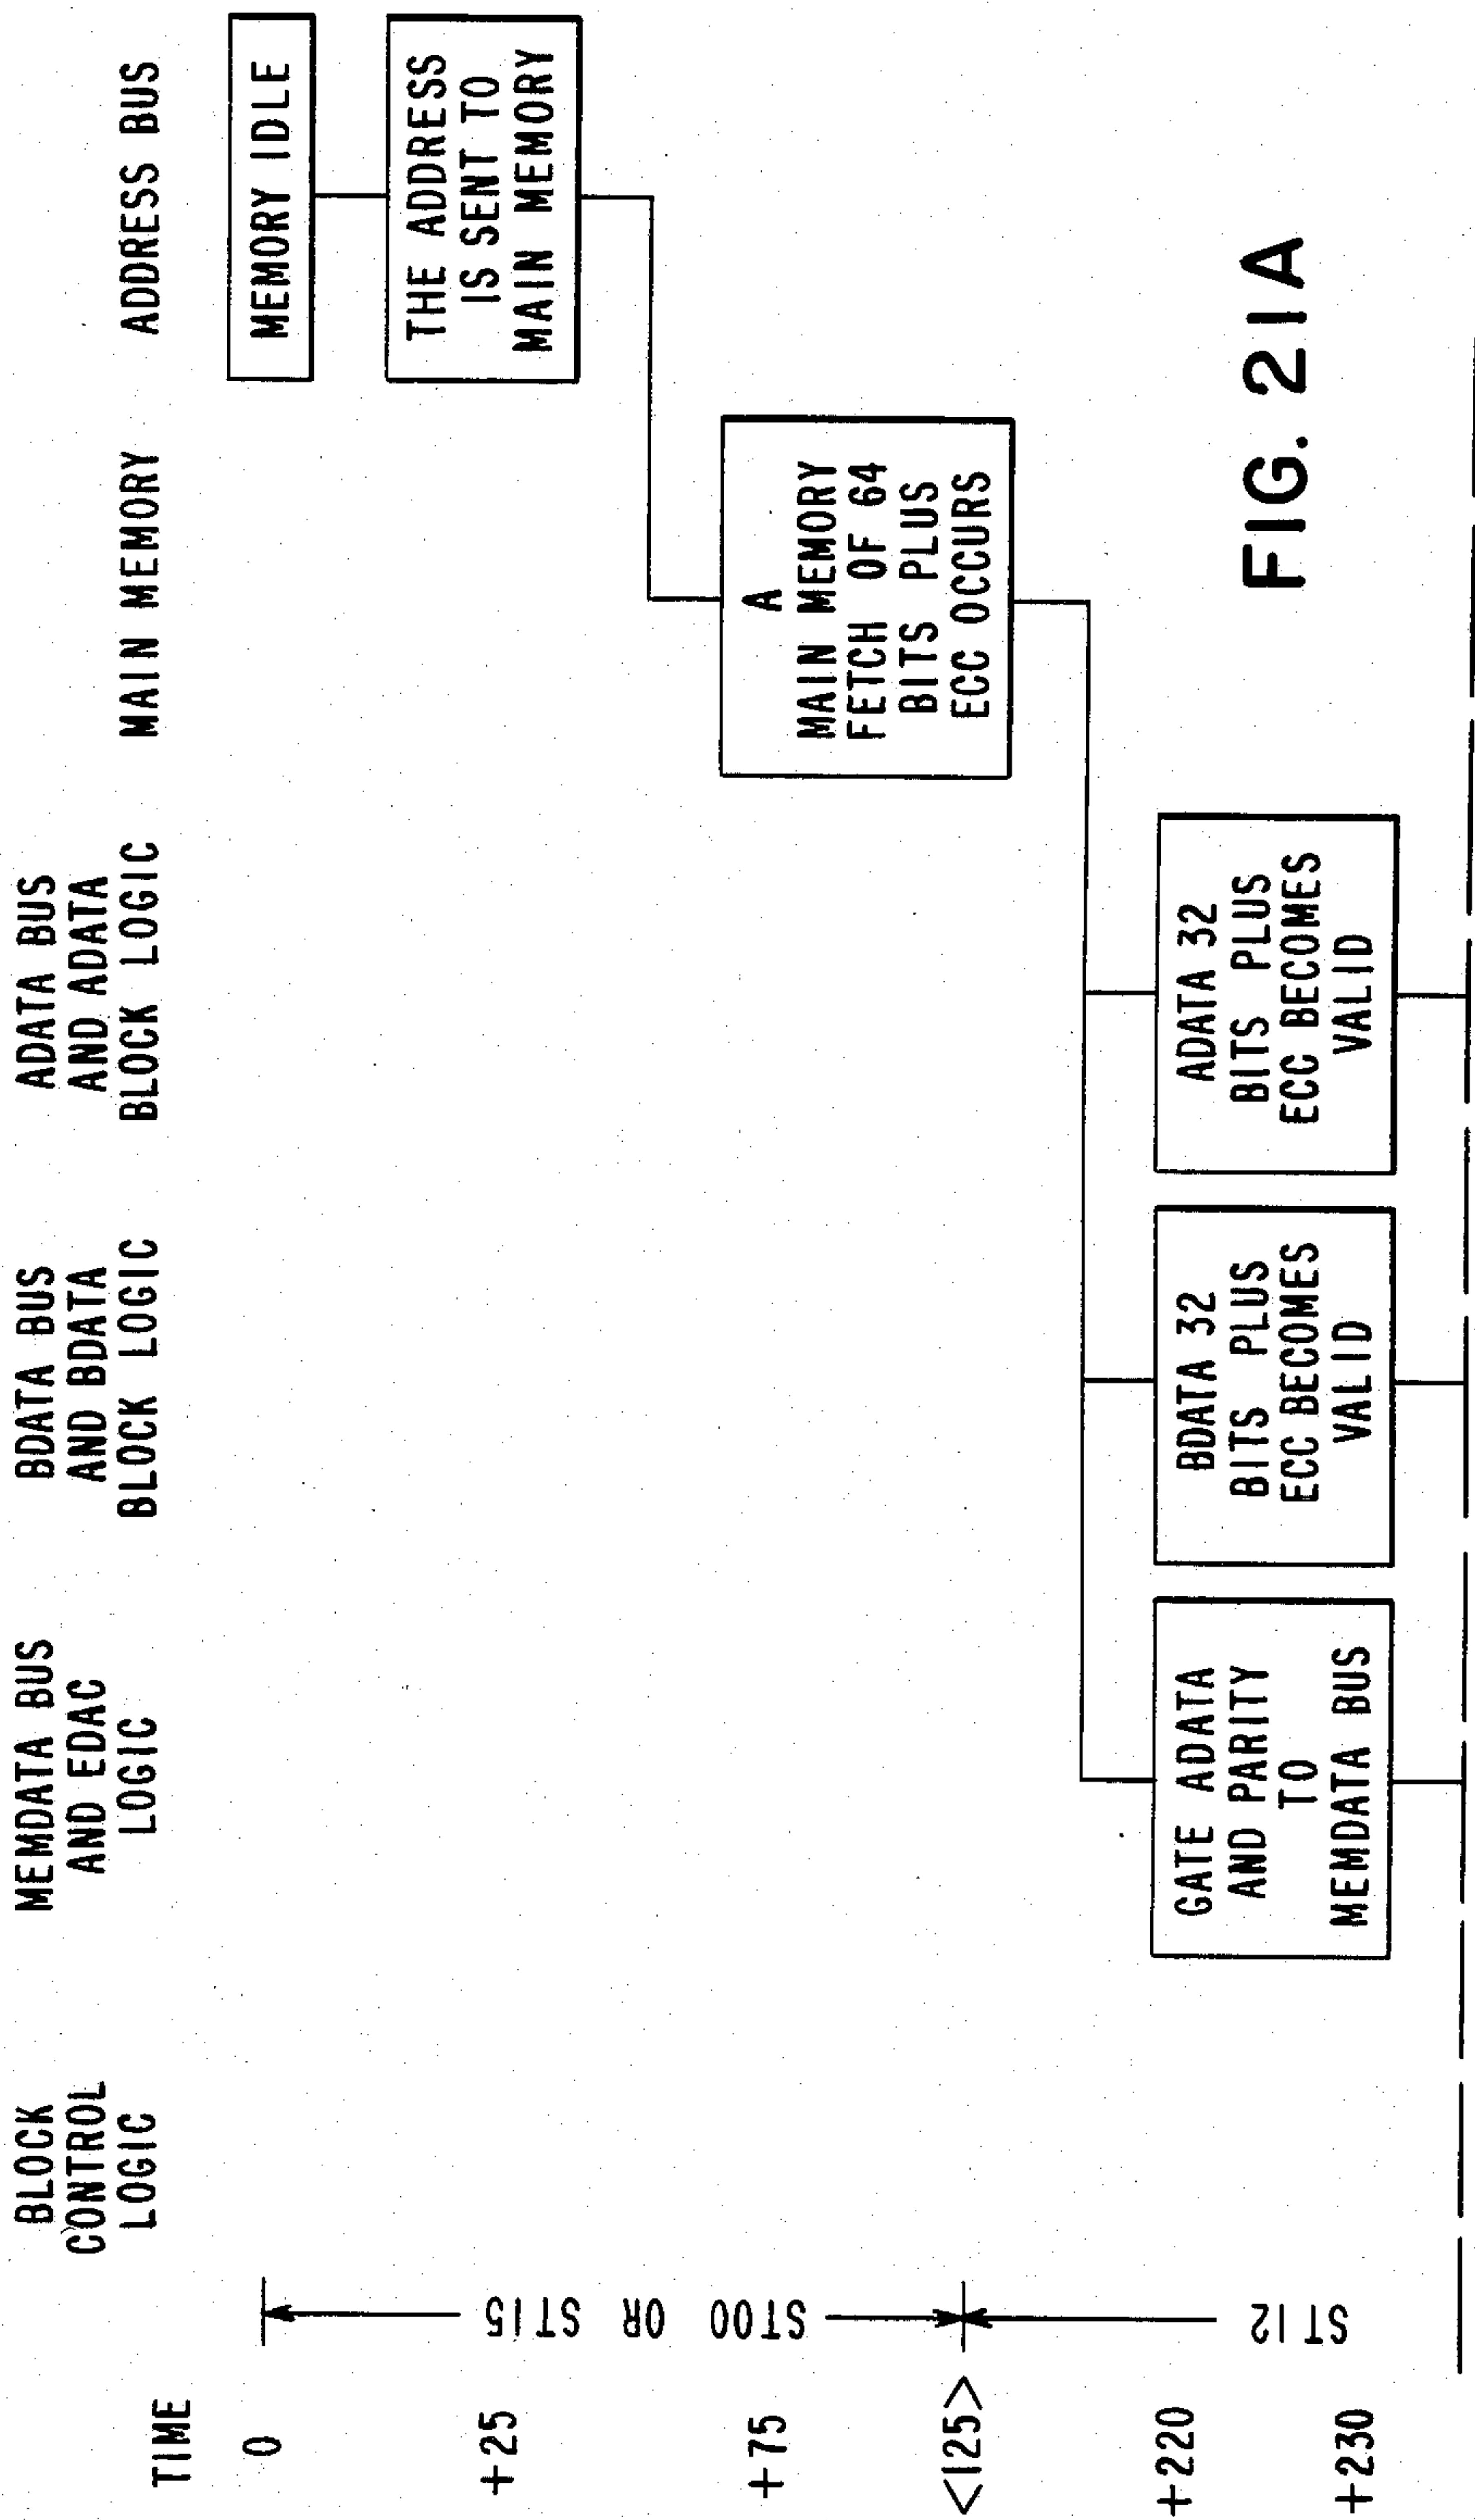 TIME
BLOCK
CONTROL
LOGIC
MEMDATA BUS
AND EDAC
LOGIC
BDATA BUS
AND BDATA
BLOCK LOGIC
ADATA BUS
AND ADATA
BLOCK LOGIC
MAIN MEMORY
ADDRESS BUS
0
MEMORY IDLE
+25
THE ADDRESS
IS SENT TO
MAIN MEMORY
ST00 OR ST15
+75
A
MAIN MEMORY
FETCH OF 64
BITS PLUS
ECC OCCURS
<125>
+220
ST12
+230
GATE ADATA
AND PARITY
TO
MEMDATA BUS
BDATA 32
BITS PLUS
ECC BECOMES
VALID
ADATA 32
BITS PLUS
ECC BECOMES
VALID
FIG. 21A